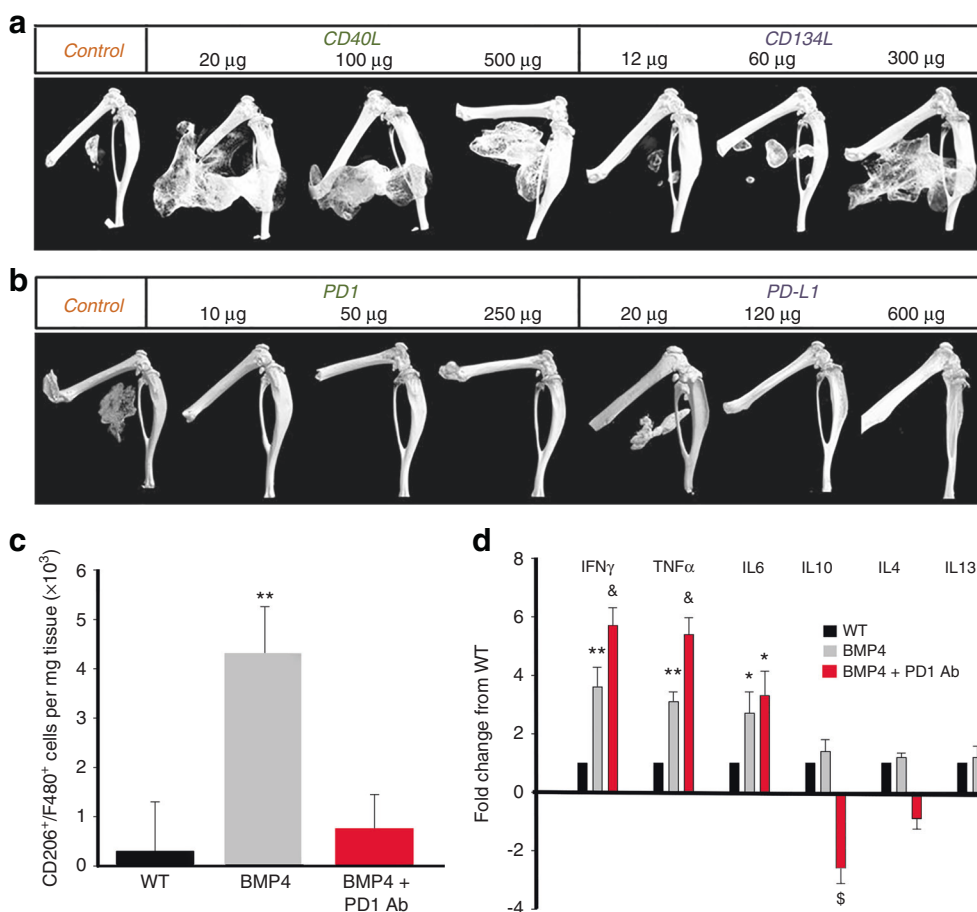 a
Control
CD40L
CD134L
20 µg 100 µg 500 µg 12 µg 60 µg 300 µg
b
Control
PD1
PD-L1
10 µg 50 µg 250 µg 20 µg 120 µg 600 µg
c
CD206⁺/F480⁺ cells per mg tissue (×10³)
6
5
4
3
2
1
0
**
WT BMP4 BMP4 +
PD1 Ab
d
Fold change from WT
8
6
4
2
0
-2
-4
IFNγ TNFα IL6 IL10 IL4 IL13
& &
** ** * *
$
WT
BMP4
BMP4 + PD1 Ab